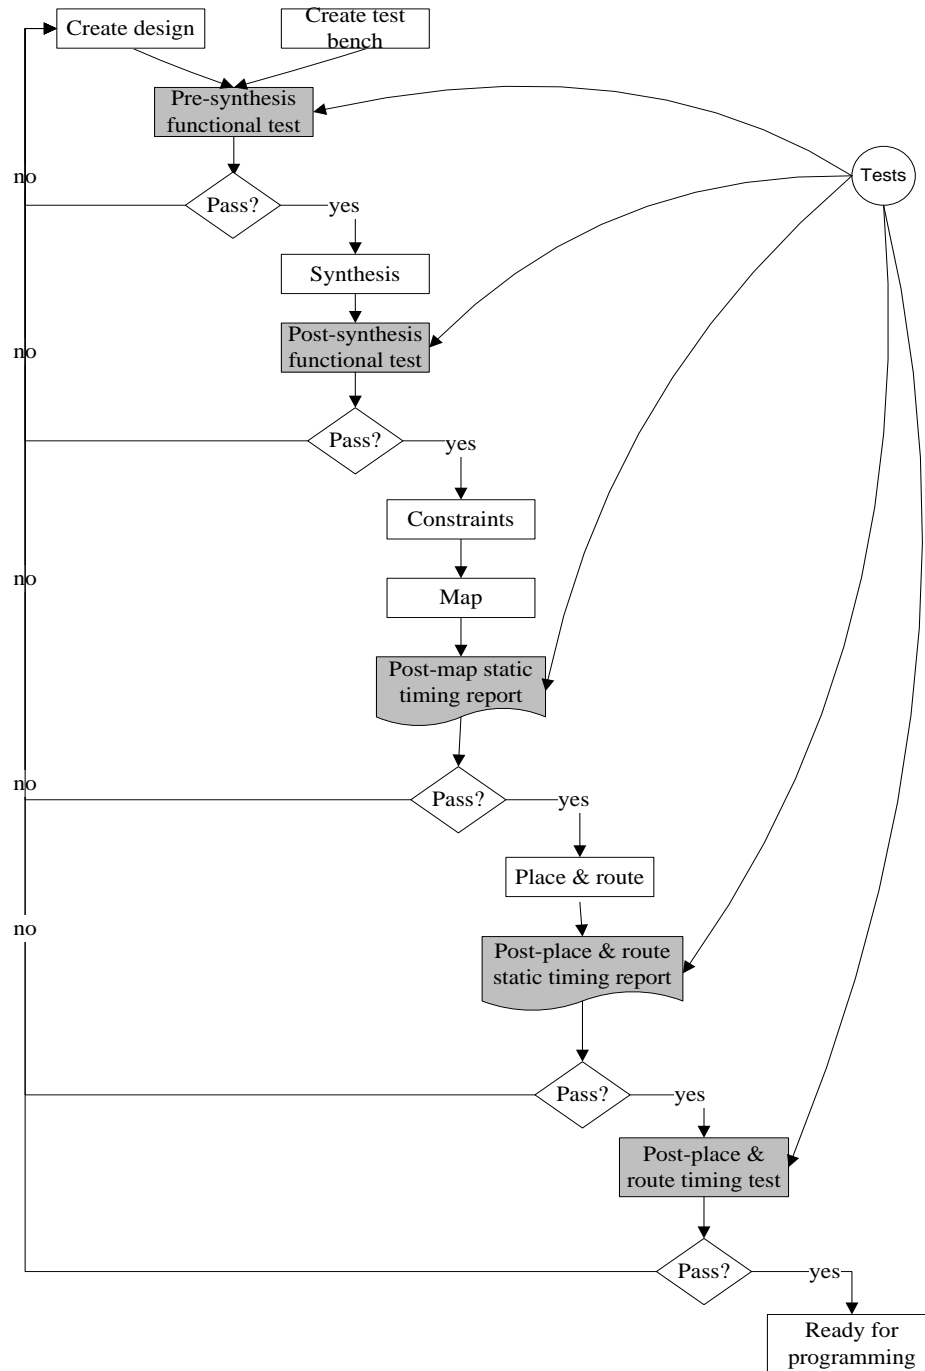 Create design
Create test
bench
Pre-synthesis
functional test
Tests
no
Pass?
yes
Synthesis
Post-synthesis
functional test
no
Pass?
yes
Constraints
no
Map
Post-map static
timing report
no
Pass?
yes
Place & route
no
Post-place & route
static timing report
Pass?
yes
Post-place &
route timing test
Pass?
yes
Ready for
programming